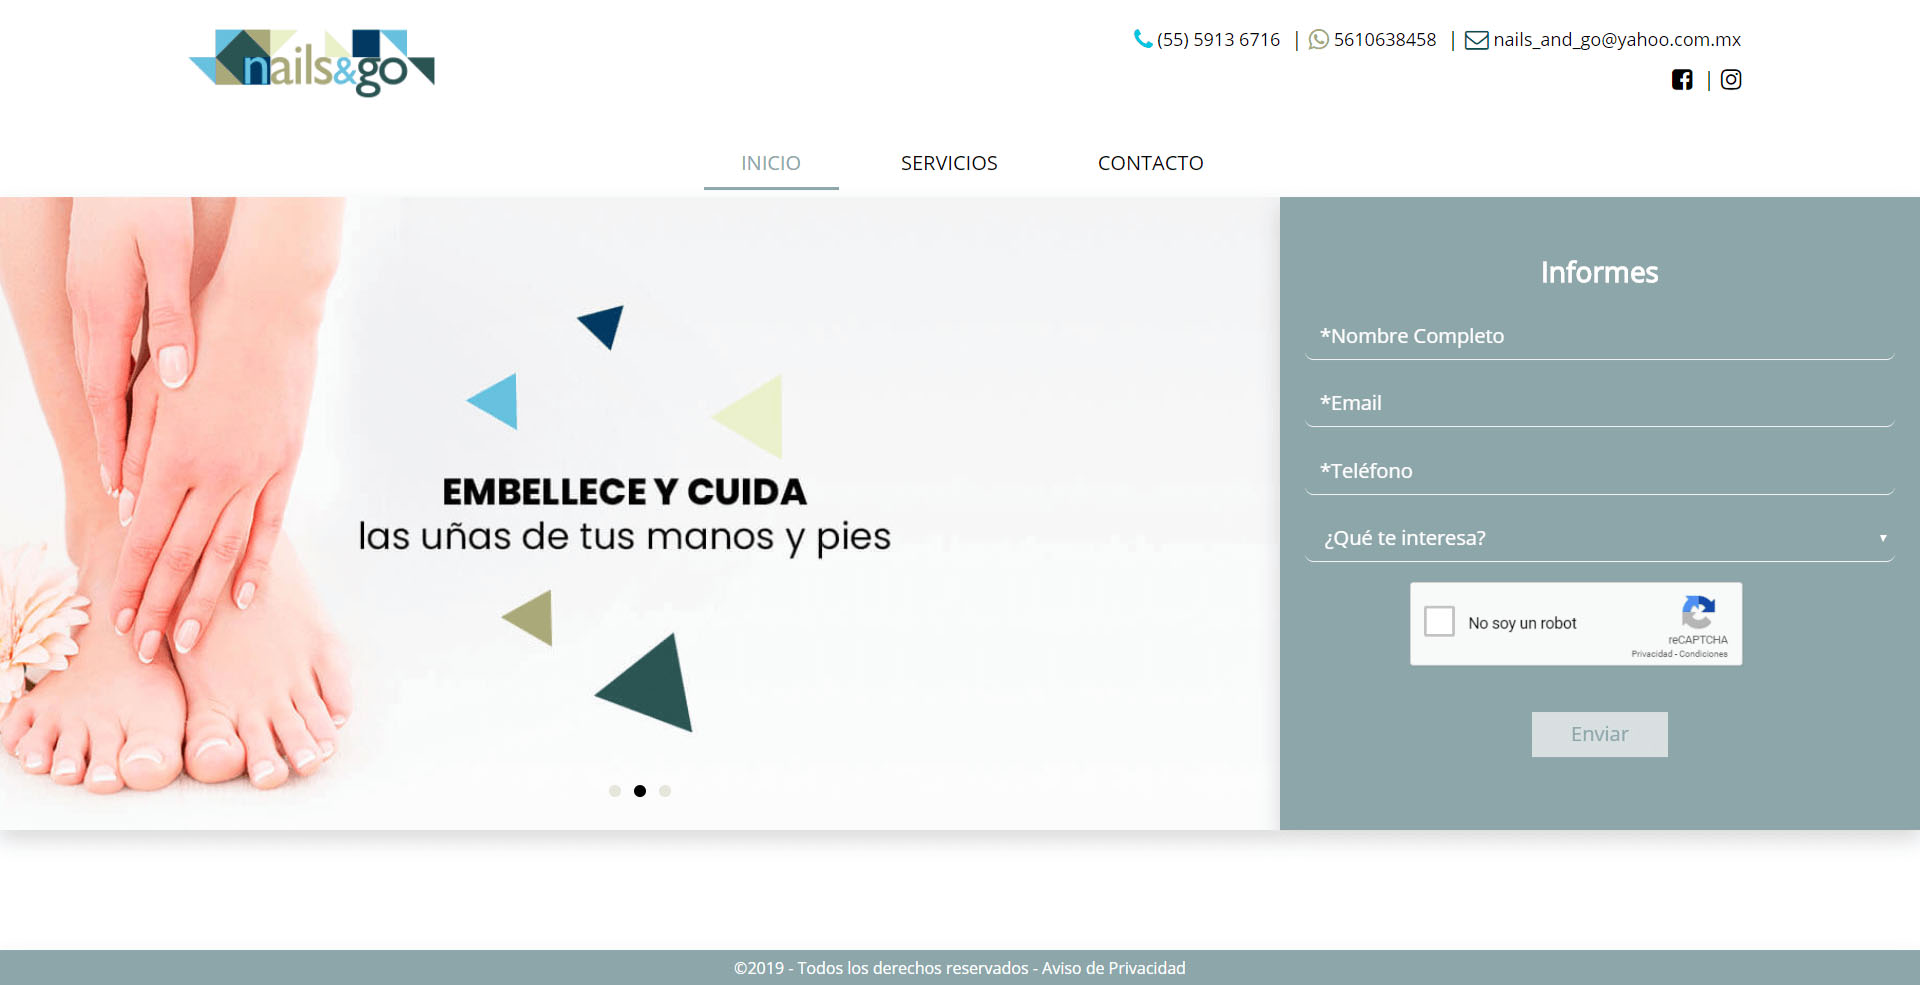 nails&go
(55) 5913 6716 | 5610638458 | nails_and_go@yahoo.com.mx
|
INICIO SERVICIOS CONTACTO
EMBELLECE Y CUIDA
las uñas de tus manos y pies
Informes
*Nombre Completo
*Email
*Teléfono
¿Qué te interesa?
No soy un robot
reCAPTCHA
Privacidad - Condiciones
Enviar
©2019 - Todos los derechos reservados - Aviso de Privacidad